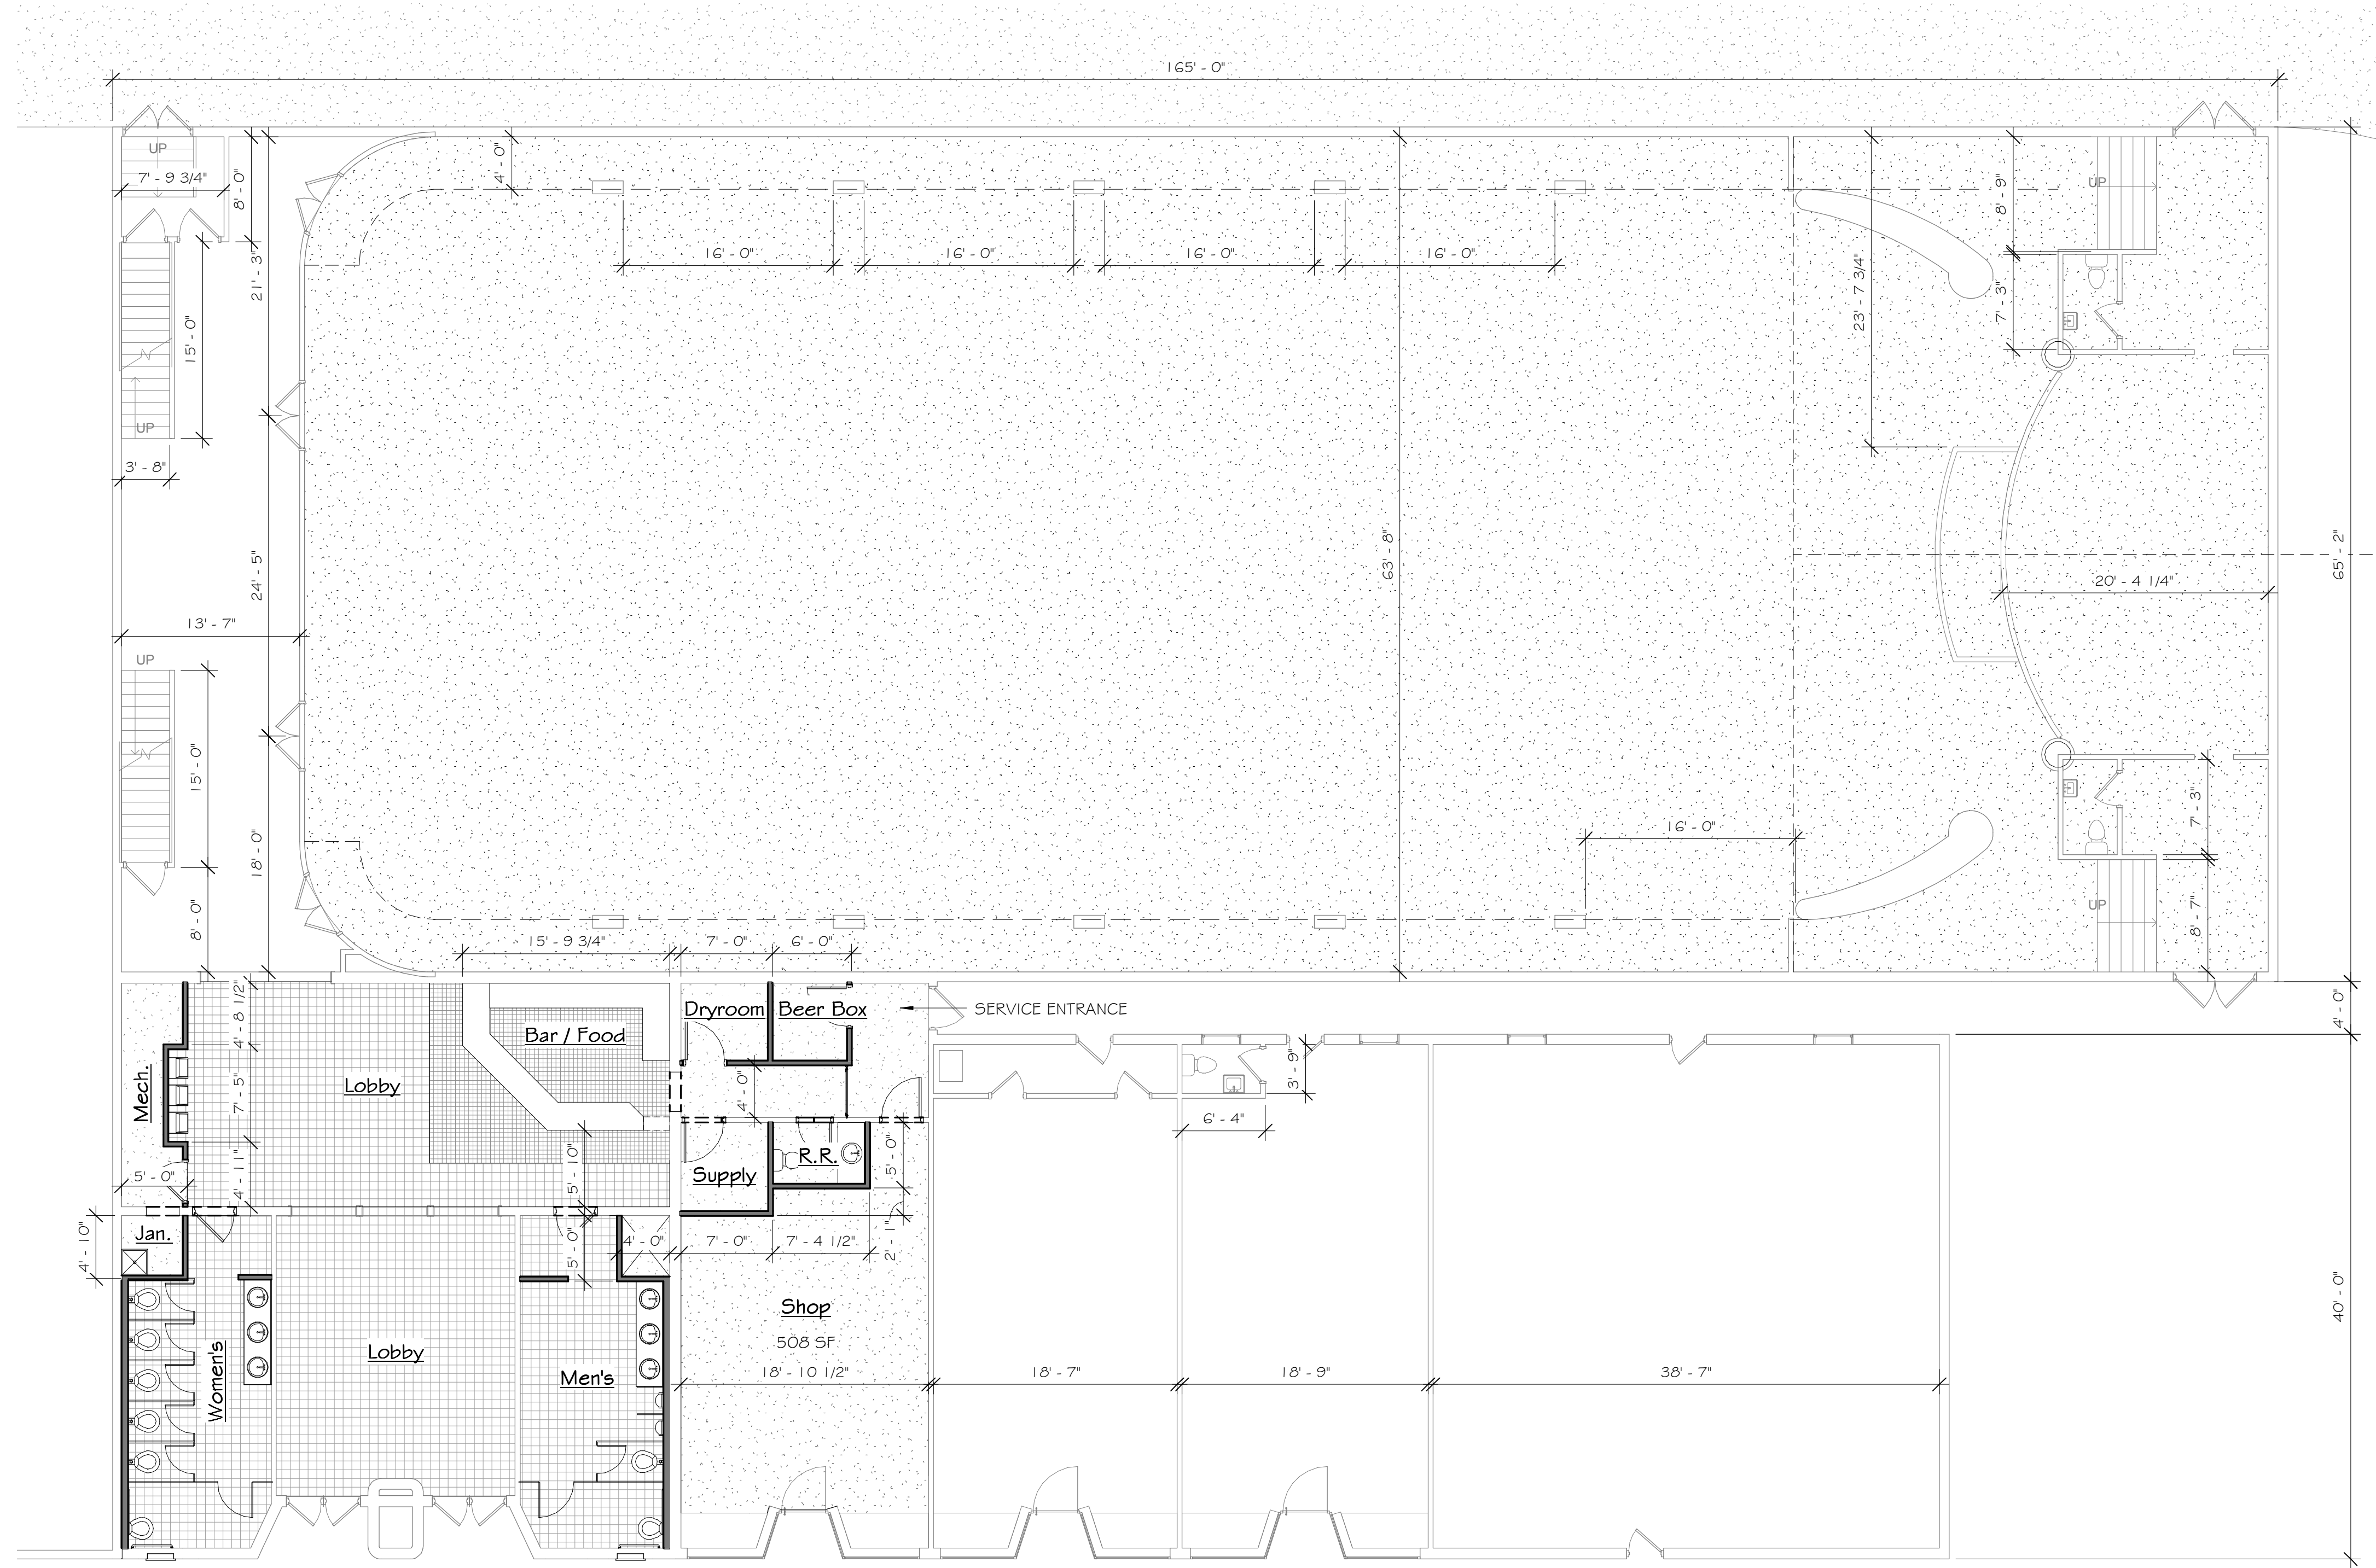 165' - 0"
UP
7' - 9 3/4"
8' - 0"
4' - 0"
8' - 9"
UP
21' - 3"
16' - 0"
16' - 0"
16' - 0"
16' - 0"
23' - 7 3/4"
7' - 3"
15' - 0"
UP
3' - 8"
24' - 5"
63' - 8"
65' - 2"
20' - 4 1/4"
13' - 7"
UP
15' - 0"
18' - 0"
16' - 0"
7' - 3"
8' - 0"
UP
8' - 7"
15' - 9 3/4"
7' - 0"
6' - 0"
4' - 8 1/2"
Dryroom
Beer Box
SERVICE ENTRANCE
4' - 0"
Bar / Food
Mech.
Lobby
7' - 5"
4' - 0"
3' - 9"
6' - 4"
4' - 11"
5' - 0"
5' - 10"
Supply
R.R.
5' - 0"
4' - 10"
Jan.
5' - 0"
4' - 0"
7' - 0"
7' - 4 1/2"
2' - 1"
Shop
508 SF
40' - 0"
Women's
Lobby
Men's
18' - 10 1/2"
18' - 7"
18' - 9"
38' - 7"